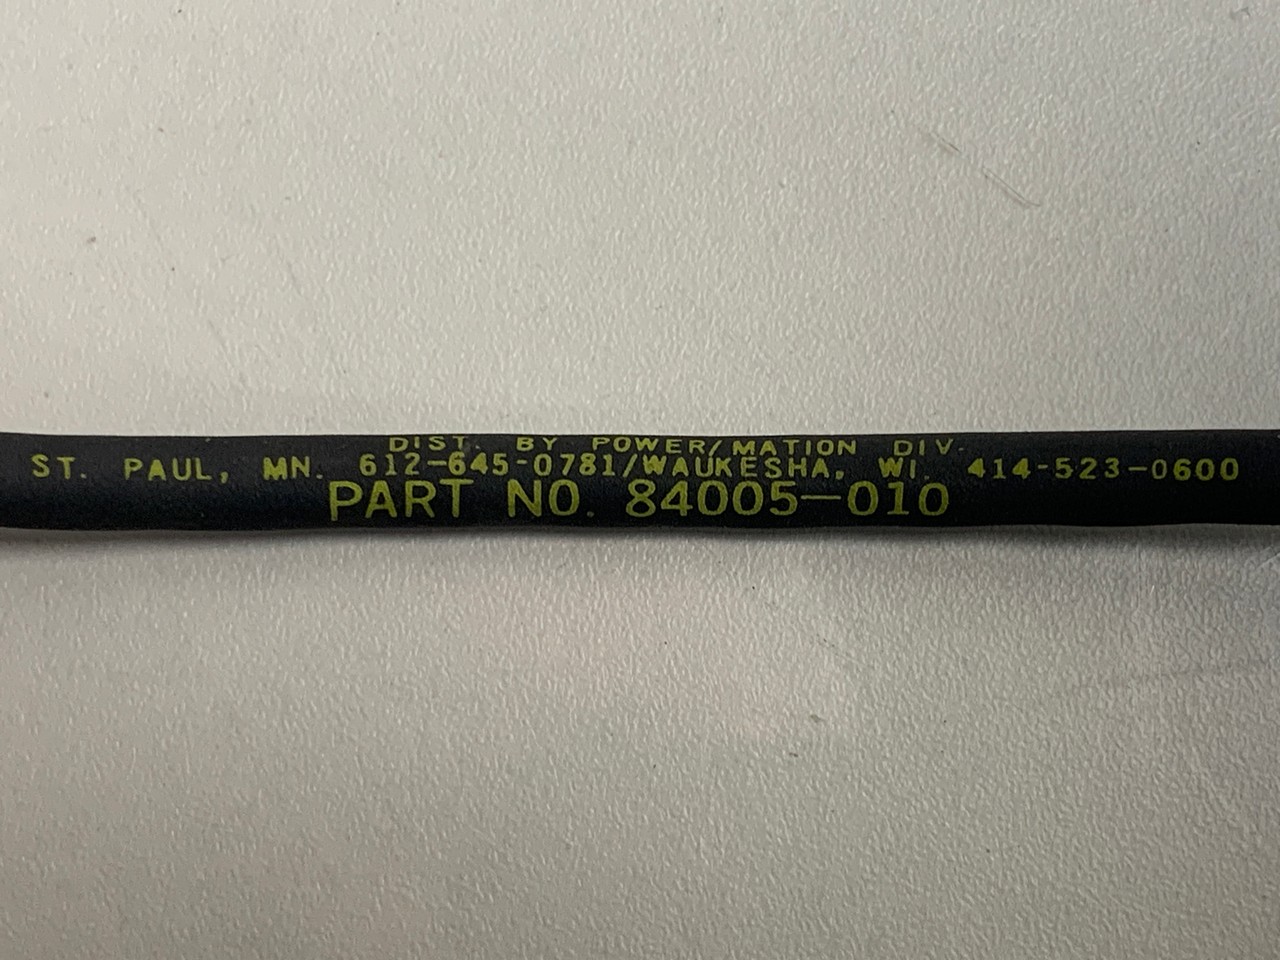 DIST. BY POWER/MATION DIV.
ST. PAUL, MN. 612-645-0781/WAUKESHA, WI. 414-523-0600
PART NO. 84005-010